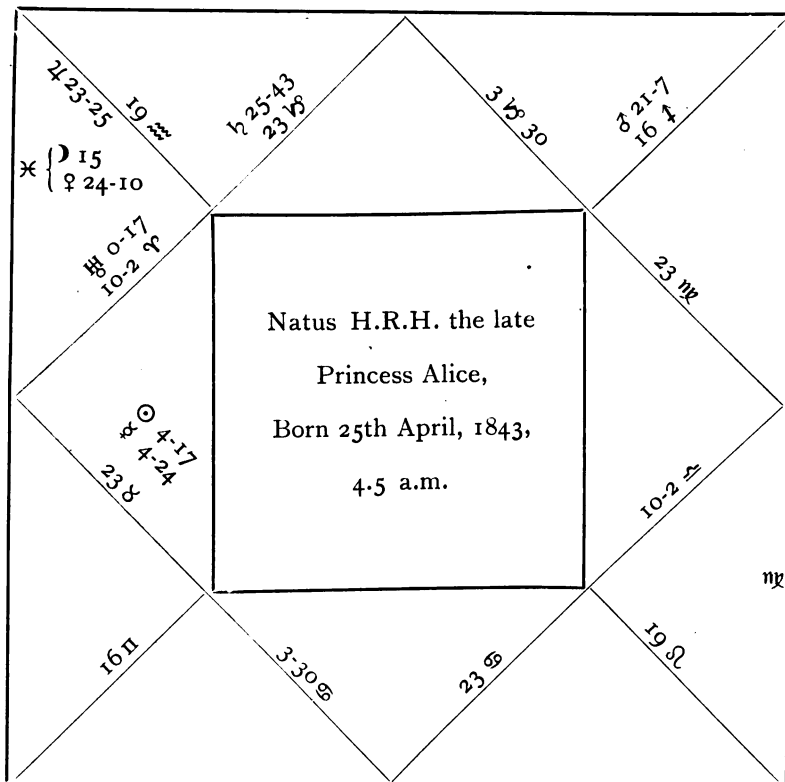 ♃ 23-25
19 ♒
♄ 25-43
23 ♑
3 ♑ 30
♂ 21-7
16 ♐
♓ { ☽ 15
♀ 24-10
♅ 0-17
10-2 ♈
23 ♍
Natus H.R.H. the late
Princess Alice,
Born 25th April, 1843,
4.5 a.m.
☿ ☉ 4-17
4-24
23 ♉
10-2 ♎
♍
16 ♊
3-30 ♋
23 ♋
19 ♌